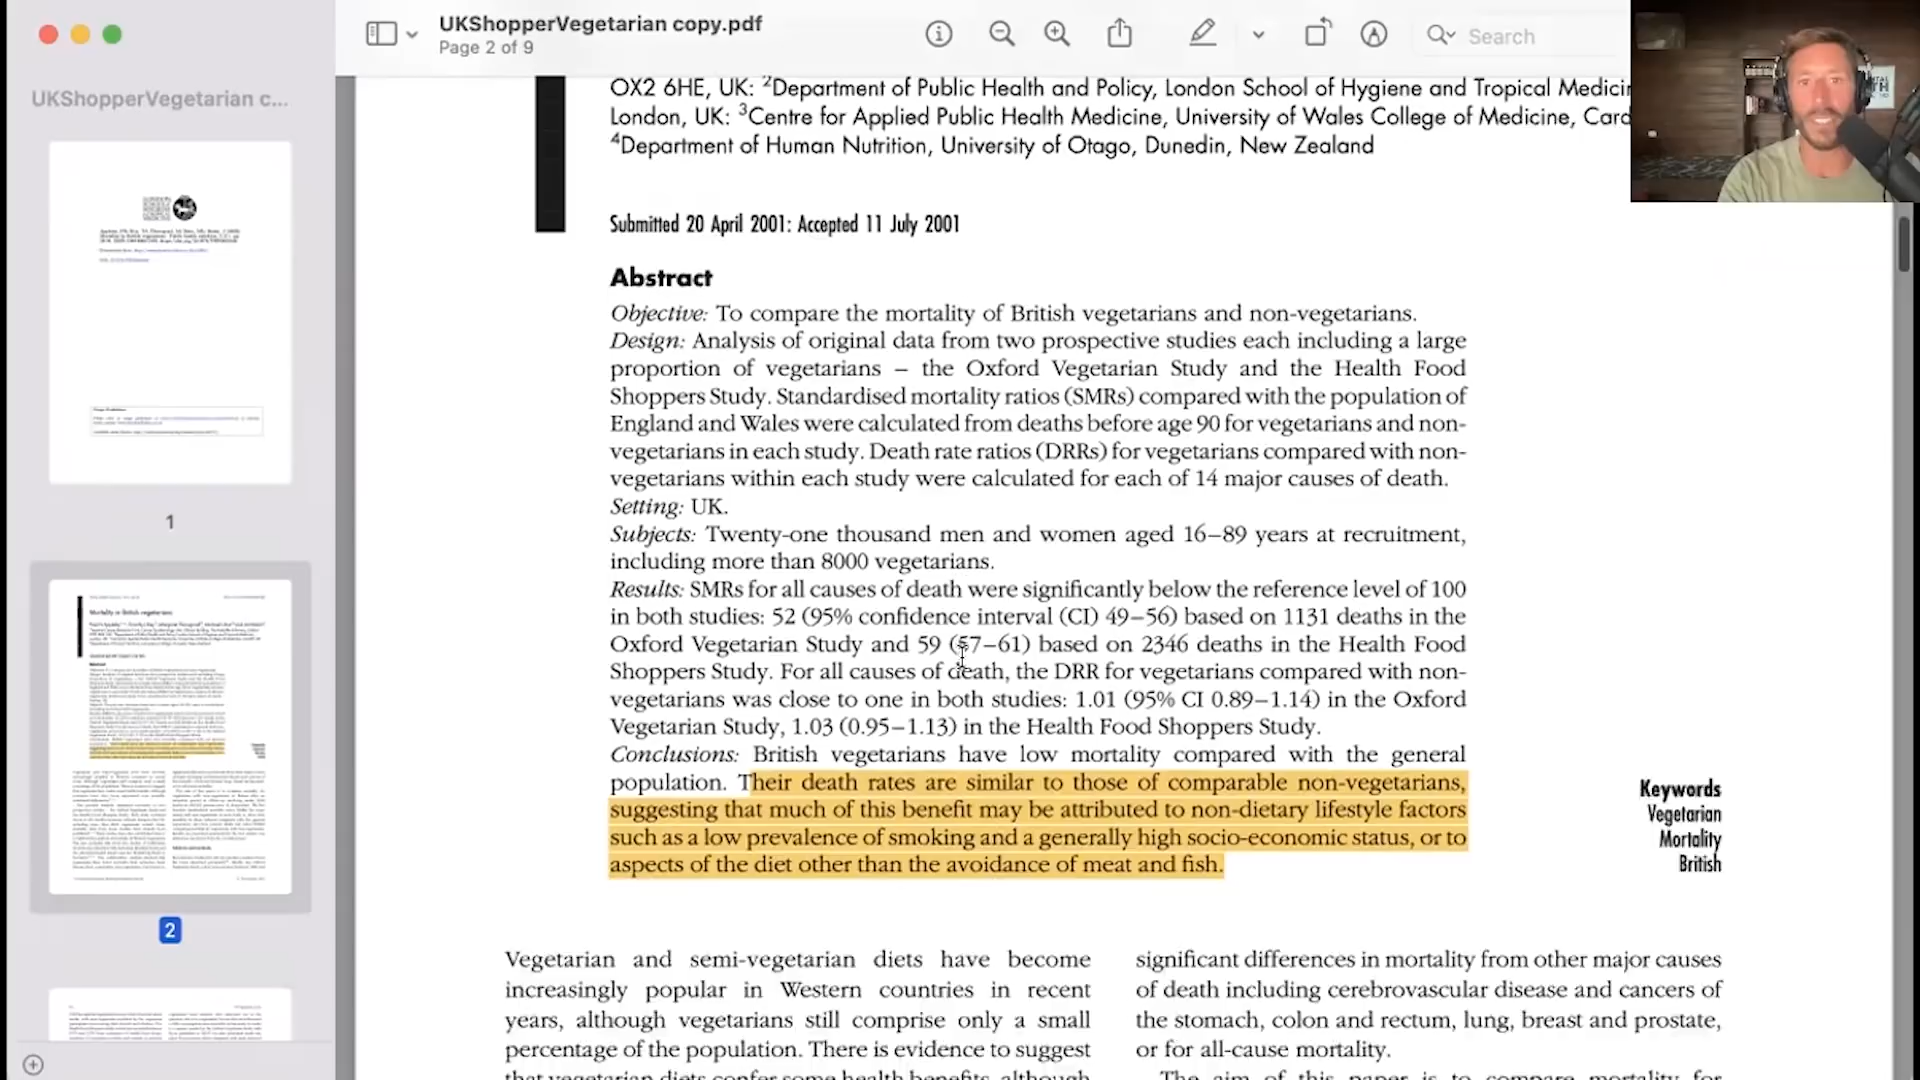 UKShopperVegetarian copy.pdf
Page 2 of 9
Search
UKShopperVegetarian c...
1
2
OX2 6HE, UK: ²Department of Public Health and Policy, London School of Hygiene and Tropical Medicin
London, UK: ³Centre for Applied Public Health Medicine, University of Wales College of Medicine, Card
⁴Department of Human Nutrition, University of Otago, Dunedin, New Zealand
Submitted 20 April 2001: Accepted 11 July 2001
Abstract
Objective: To compare the mortality of British vegetarians and non-vegetarians.
Design: Analysis of original data from two prospective studies each including a large
proportion of vegetarians – the Oxford Vegetarian Study and the Health Food
Shoppers Study. Standardised mortality ratios (SMRs) compared with the population of
England and Wales were calculated from deaths before age 90 for vegetarians and non-
vegetarians in each study. Death rate ratios (DRRs) for vegetarians compared with non-
vegetarians within each study were calculated for each of 14 major causes of death.
Setting: UK.
Subjects: Twenty-one thousand men and women aged 16–89 years at recruitment,
including more than 8000 vegetarians.
Results: SMRs for all causes of death were significantly below the reference level of 100
in both studies: 52 (95% confidence interval (CI) 49–56) based on 1131 deaths in the
Oxford Vegetarian Study and 59 (57–61) based on 2346 deaths in the Health Food
Shoppers Study. For all causes of death, the DRR for vegetarians compared with non-
vegetarians was close to one in both studies: 1.01 (95% CI 0.89–1.14) in the Oxford
Vegetarian Study, 1.03 (0.95–1.13) in the Health Food Shoppers Study.
Conclusions: British vegetarians have low mortality compared with the general
population. Their death rates are similar to those of comparable non-vegetarians,
suggesting that much of this benefit may be attributed to non-dietary lifestyle factors
such as a low prevalence of smoking and a generally high socio-economic status, or to
aspects of the diet other than the avoidance of meat and fish.
Keywords
Vegetarian
Mortality
British
Vegetarian and semi-vegetarian diets have become
increasingly popular in Western countries in recent
years, although vegetarians still comprise only a small
percentage of the population. There is evidence to suggest
that vegetarian diets confer some health benefits, although
significant differences in mortality from other major causes
of death including cerebrovascular disease and cancers of
the stomach, colon and rectum, lung, breast and prostate,
or for all-cause mortality.
The aim of this paper is to compare mortality for